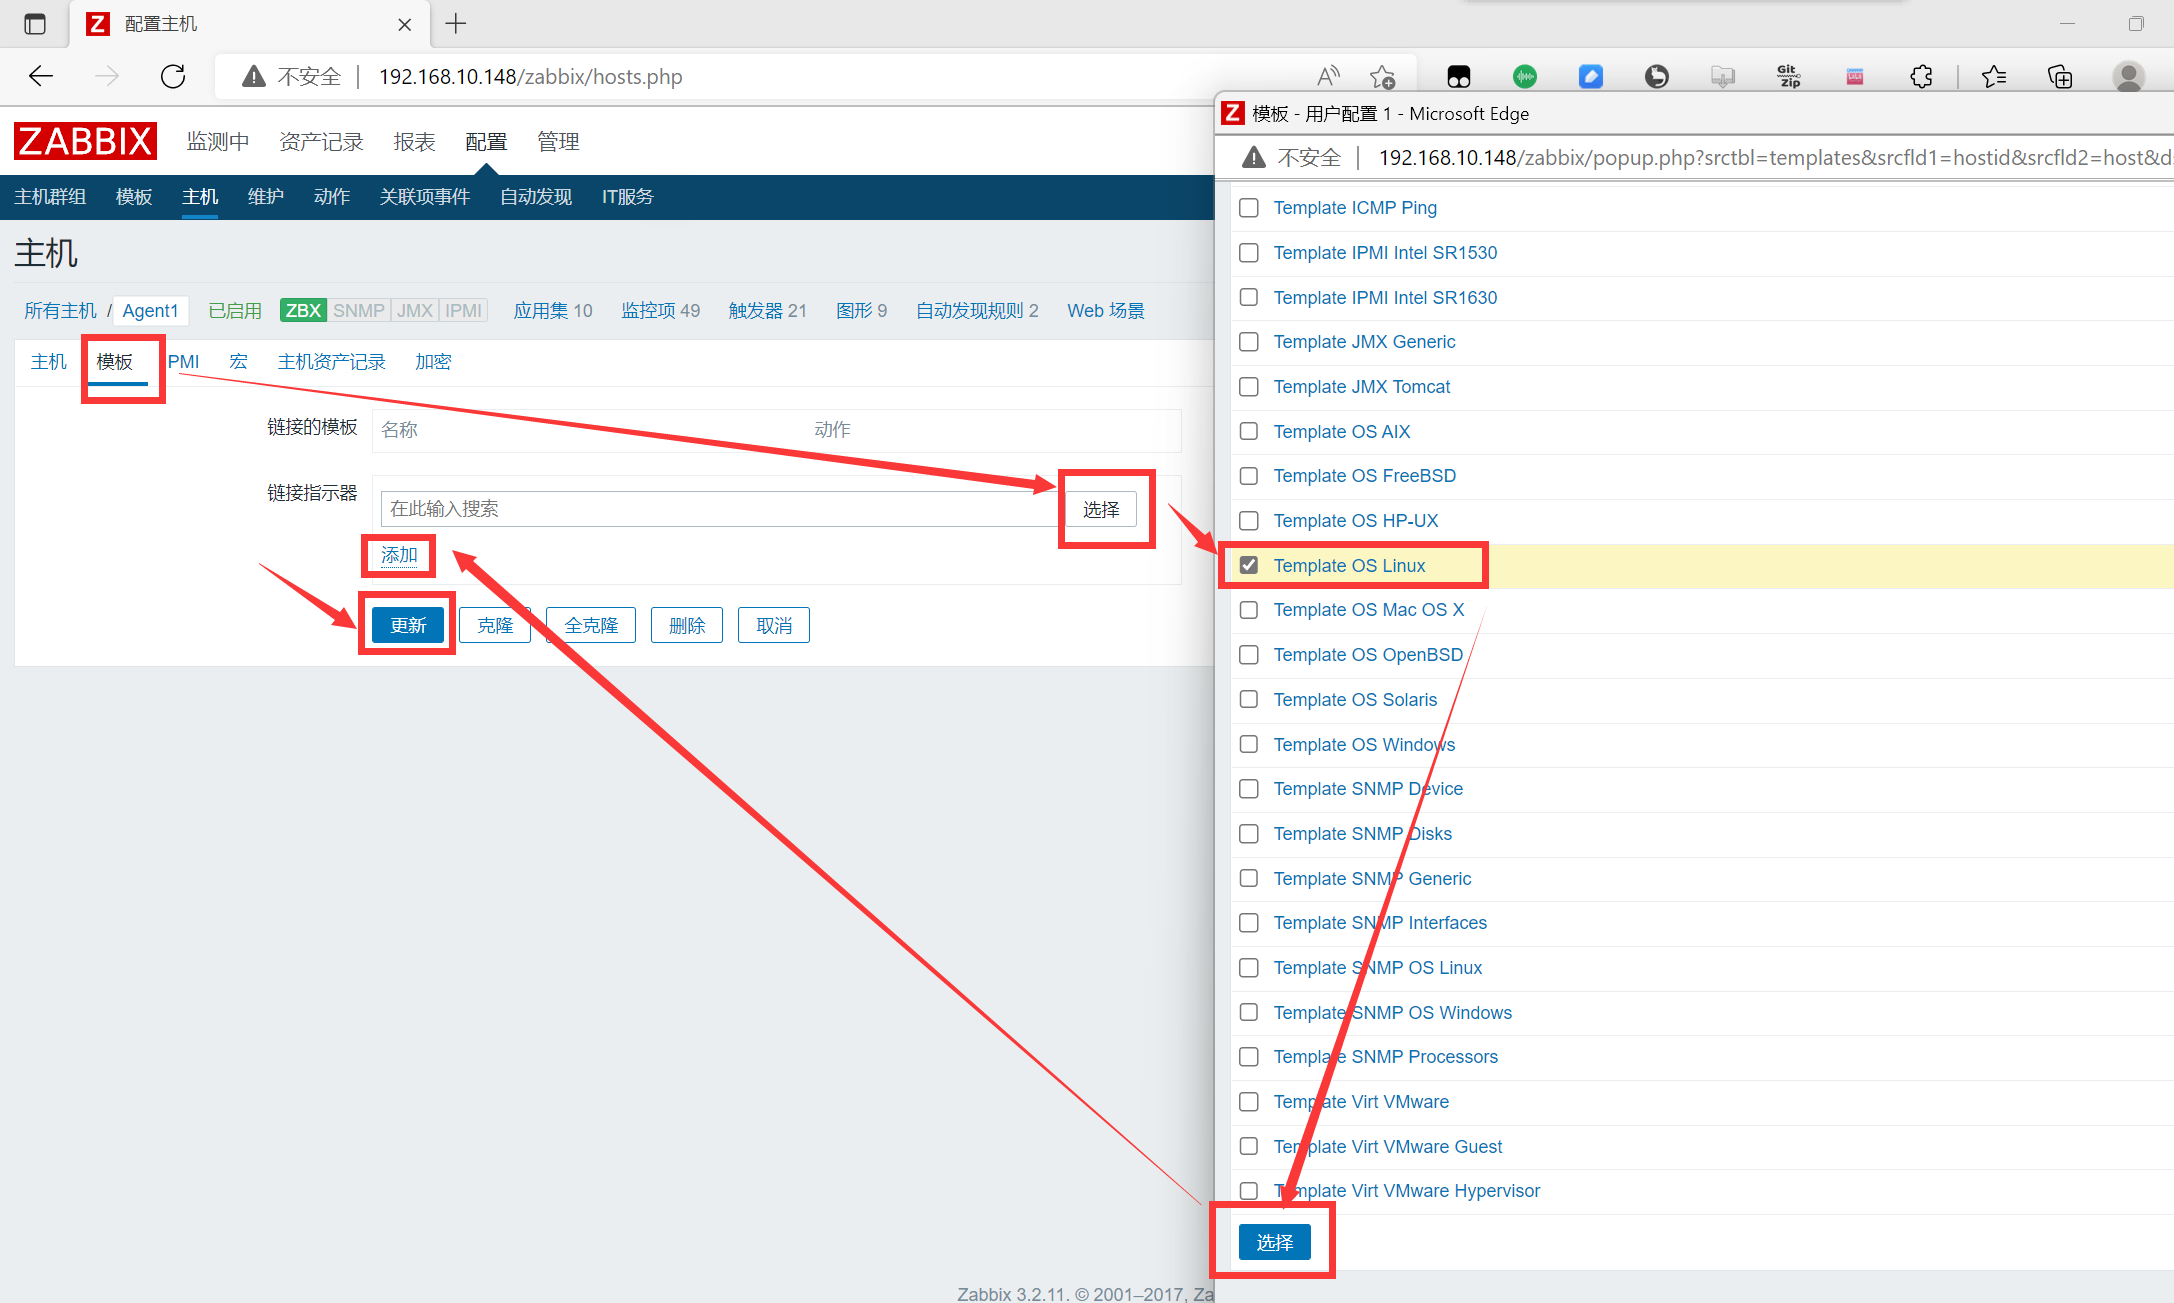 配置主机
不安全 192.168.10.148/zabbix/hosts.php
Git
Zip
ZABBIX 监测中 资产记录 报表 配置 管理
主机群组 模板 主机 维护 动作 关联项事件 自动发现 IT服务
主机
所有主机 / Agent1 已启用 ZBX SNMP JMX IPMI 应用集 10 监控项 49 触发器 21 图形 9 自动发现规则 2 Web 场景
主机 模板 PMI 宏 主机资产记录 加密
链接的模板 名称 动作
链接指示器 在此输入搜索 选择
添加
更新 克隆 全克隆 删除 取消
Zabbix 3.2.11. © 2001–2017, Za
模板 - 用户配置 1 - Microsoft Edge
不安全 192.168.10.148/zabbix/popup.php?srctbl=templates&srcfld1=hostid&srcfld2=host&d
Template ICMP Ping
Template IPMI Intel SR1530
Template IPMI Intel SR1630
Template JMX Generic
Template JMX Tomcat
Template OS AIX
Template OS FreeBSD
Template OS HP-UX
Template OS Linux
Template OS Mac OS X
Template OS OpenBSD
Template OS Solaris
Template OS Windows
Template SNMP Device
Template SNMP Disks
Template SNMP Generic
Template SNMP Interfaces
Template SNMP OS Linux
Template SNMP OS Windows
Template SNMP Processors
Template Virt VMware
Template Virt VMware Guest
Template Virt VMware Hypervisor
选择